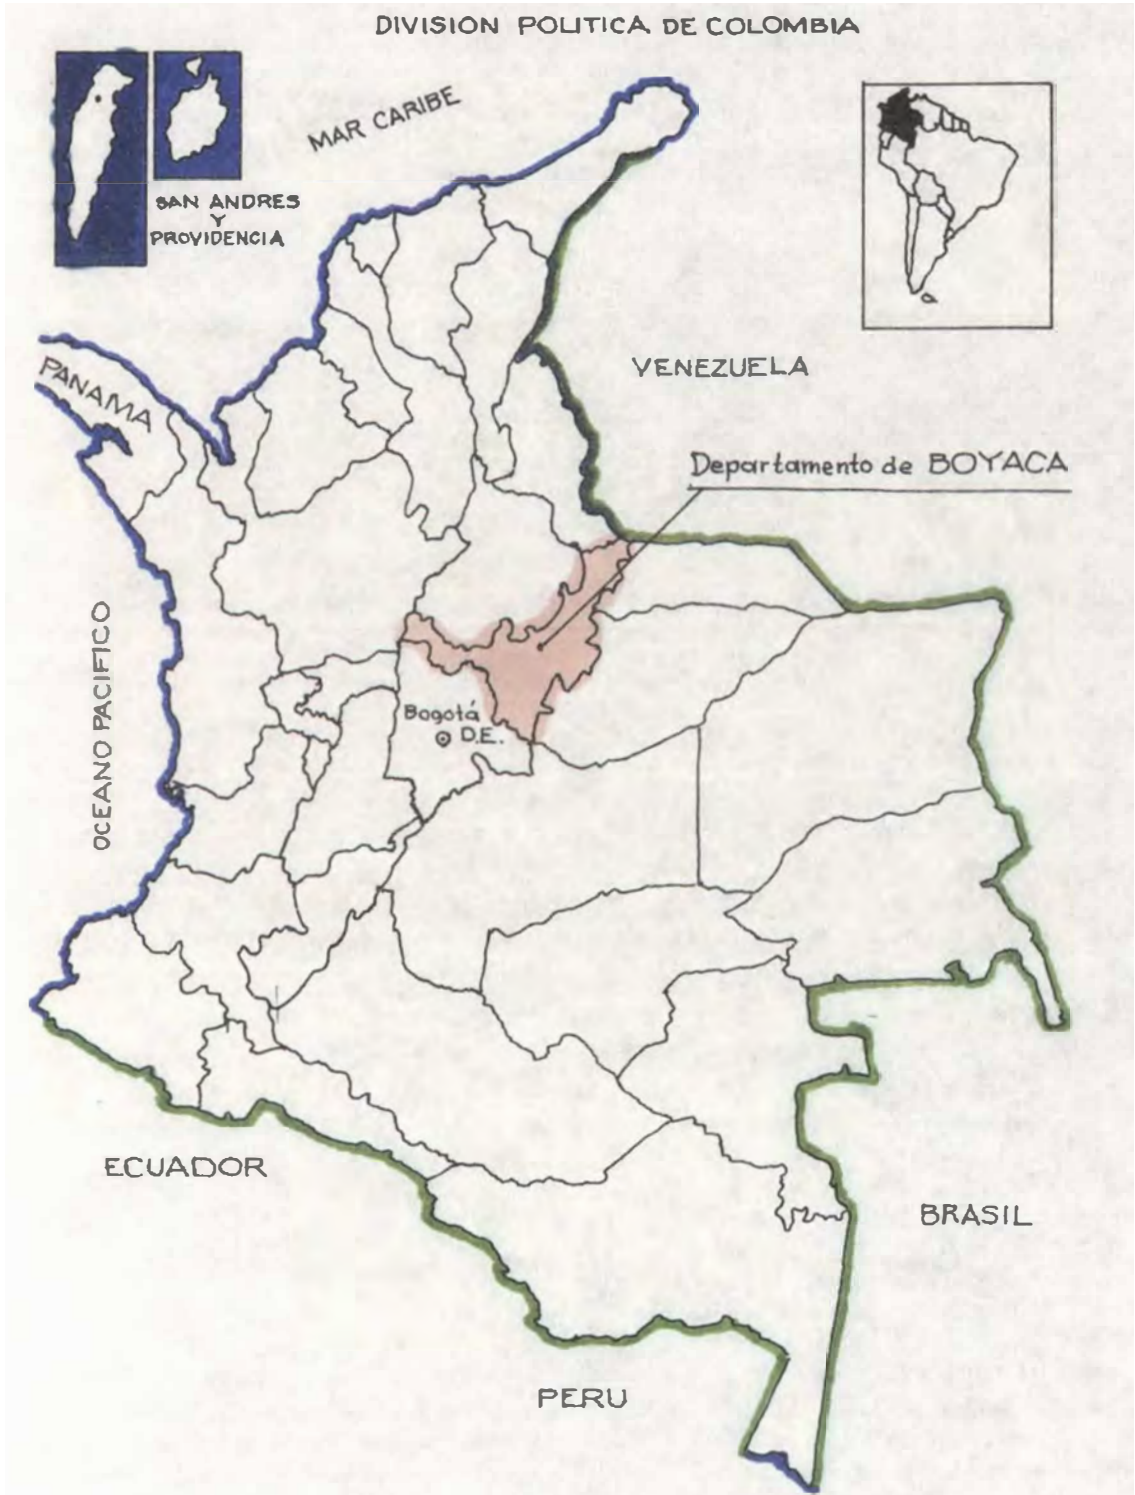 DIVISION POLITICA DE COLOMBIA
MAR CARIBE
SAN ANDRES
Y
PROVIDENCIA
PANAMA
VENEZUELA
Departamento de BOYACA
OCEANO PACIFICO
Bogotá
D.E.
ECUADOR
BRASIL
PERU